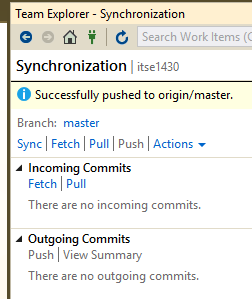 Team Explorer - Synchronization
Search Work Items (C
Synchronization | itse1430
Successfully pushed to origin/master.
Branch: master
Sync | Fetch | Pull | Push | Actions
Incoming Commits
Fetch | Pull
There are no incoming commits.
Outgoing Commits
Push | View Summary
There are no outgoing commits.